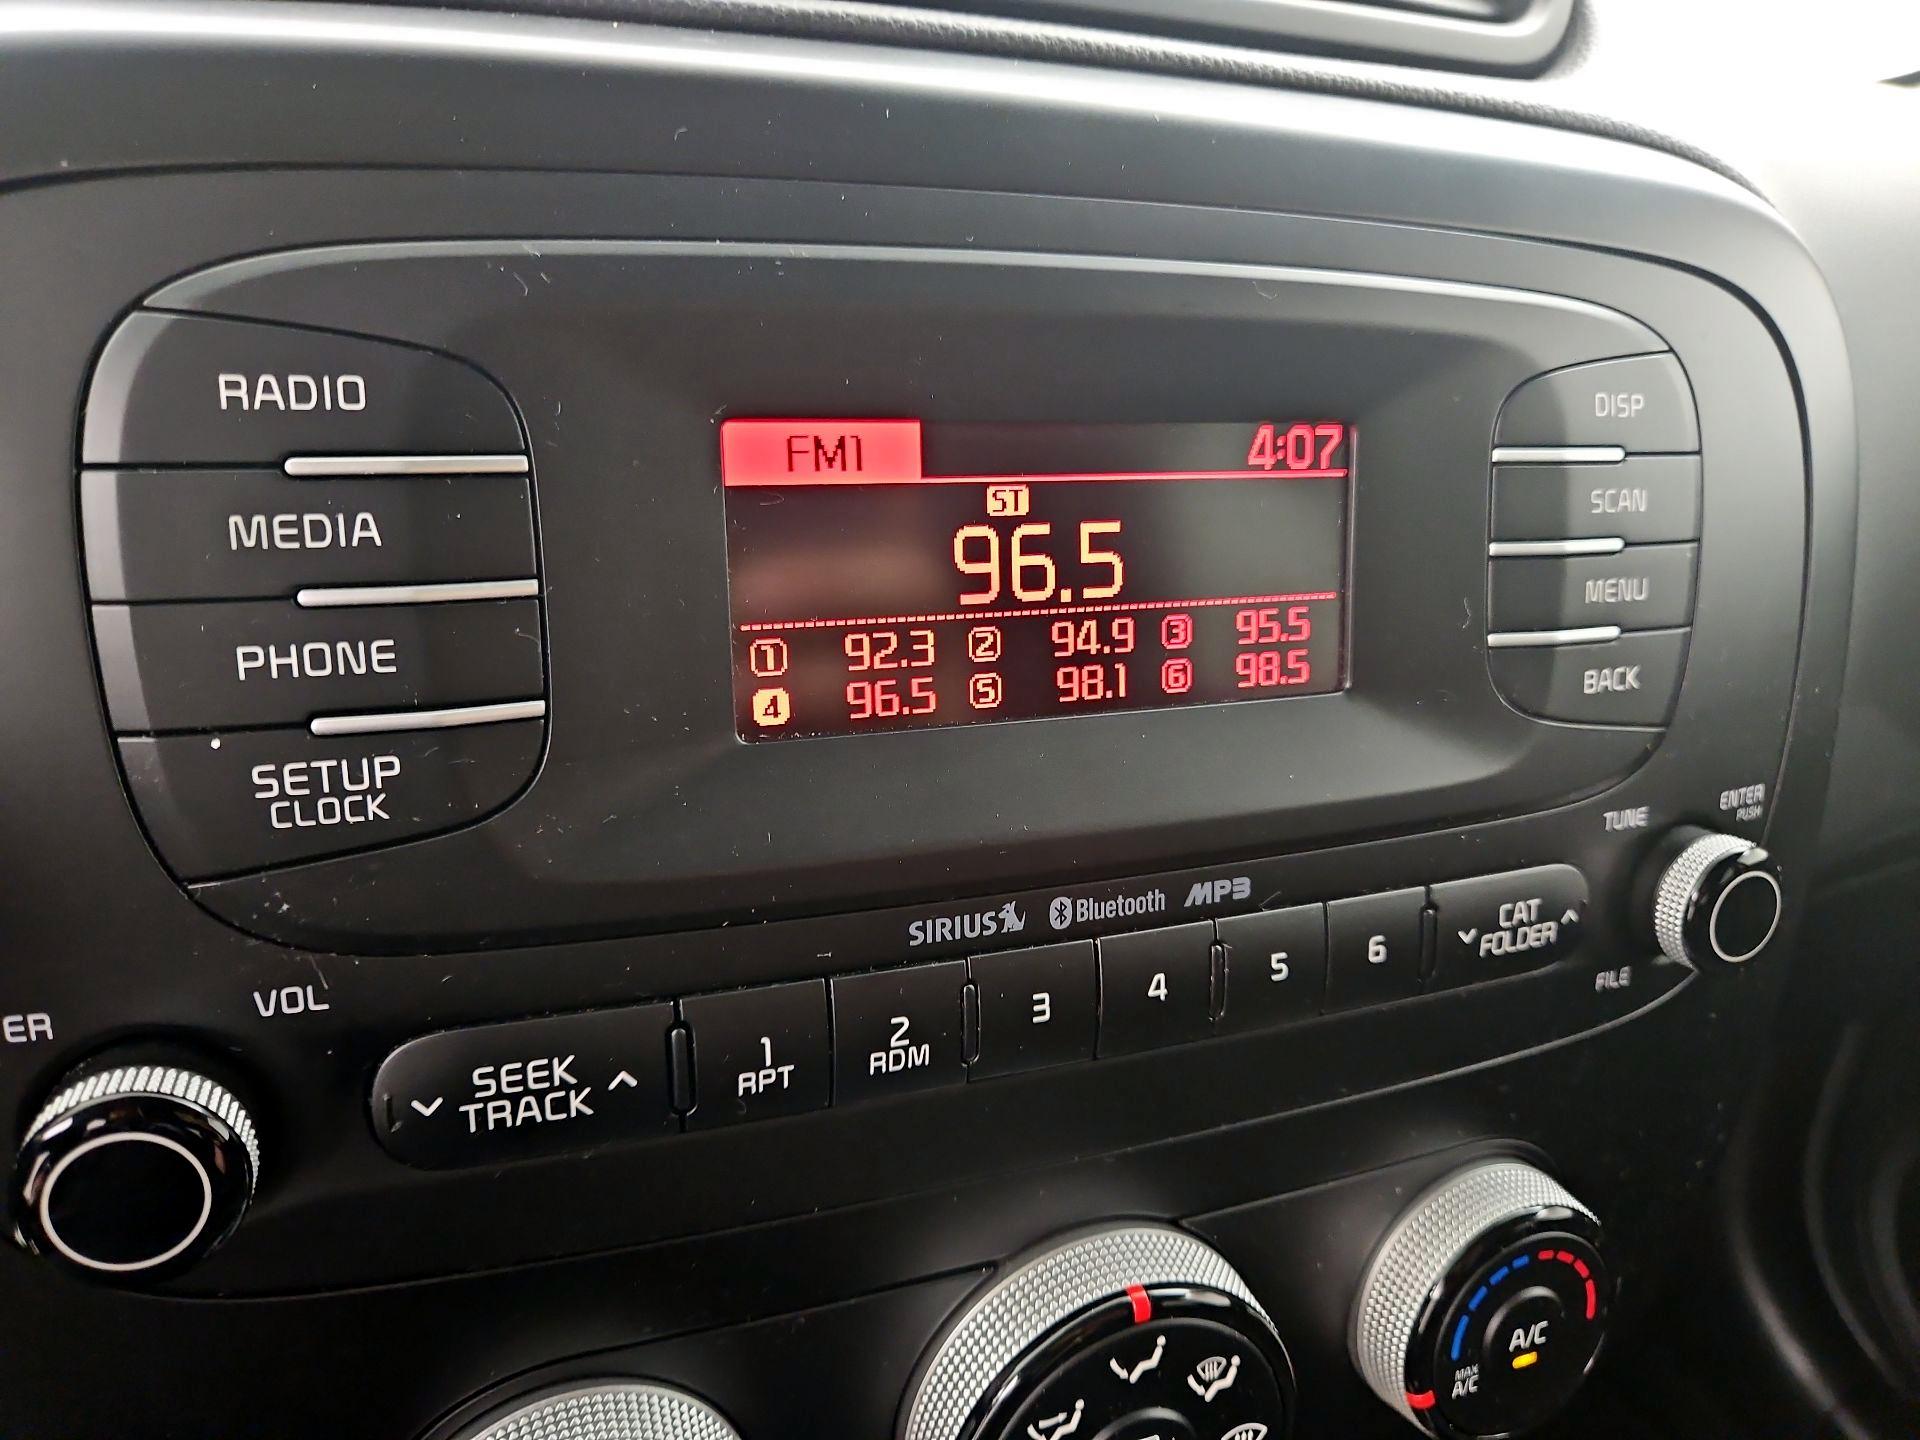 RADIO
MEDIA
PHONE
SETUP
CLOCK
FM1 4:07
ST
96.5
1 92.3 2 94.9 3 95.5
4 96.5 5 98.1 6 98.5
DISP
SCAN
MENU
BACK
TUNE
ENTER
PUSH
FILE
SIRIUS Bluetooth MP3
ER
VOL
SEEK
TRACK
1
RPT
2
RDM
3
4
5
6
CAT
FOLDER
A/C
MAX
A/C